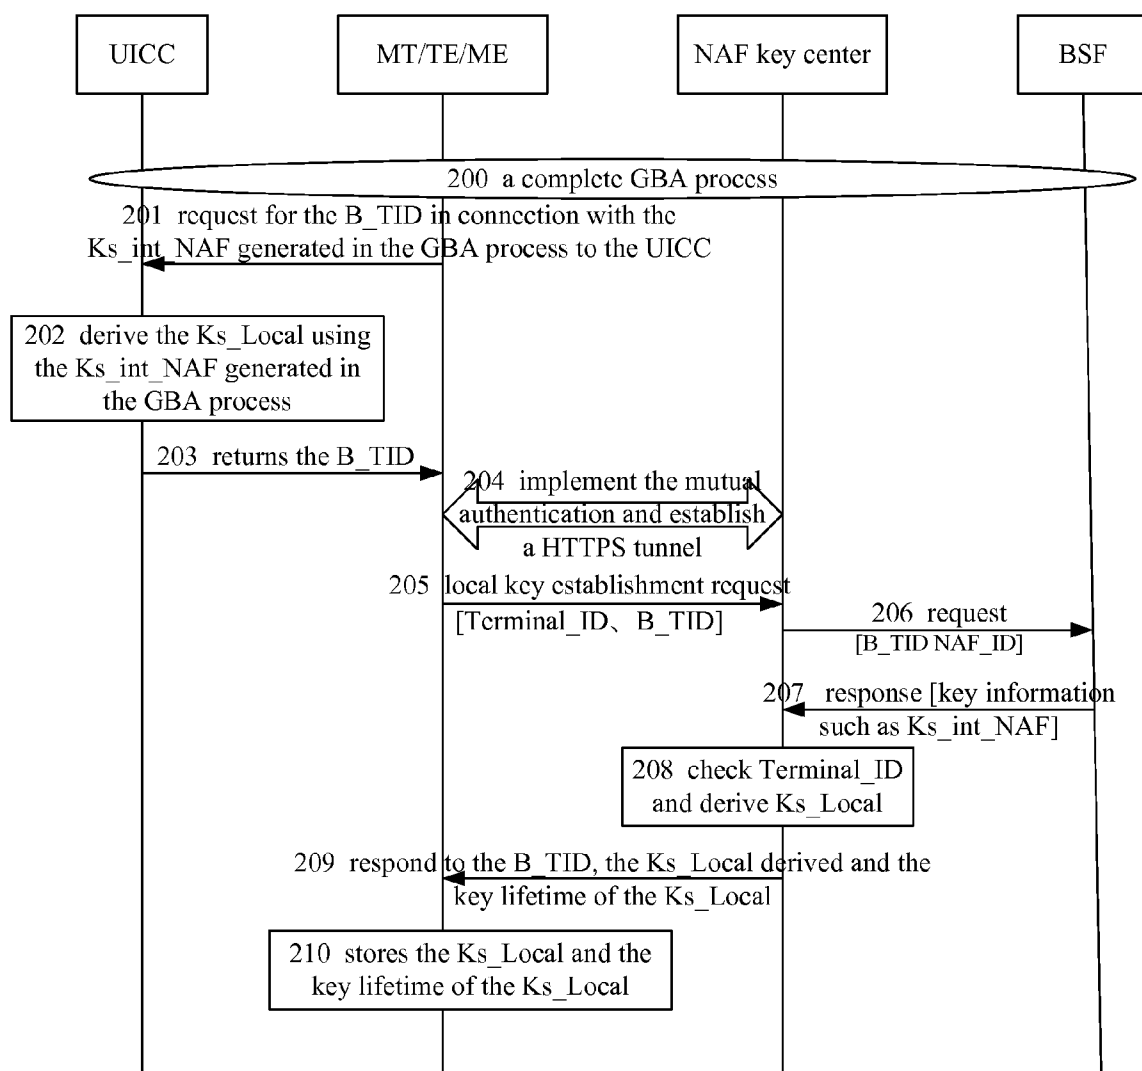 UICC
MT/TE/ME
NAF key center
BSF
200 a complete GBA process
201 request for the B_TID in connection with the
Ks_int_NAF generated in the GBA process to the UICC
202 derive the Ks_Local using
the Ks_int_NAF generated in
the GBA process
203 returns the B_TID
204 implement the mutual
authentication and establish
a HTTPS tunnel
205 local key establishment request
[Terminal_ID、B_TID]
206 request
[B_TID NAF_ID]
207 response [key information
such as Ks_int_NAF]
208 check Terminal_ID
and derive Ks_Local
209 respond to the B_TID, the Ks_Local derived and the
key lifetime of the Ks_Local
210 stores the Ks_Local and the
key lifetime of the Ks_Local